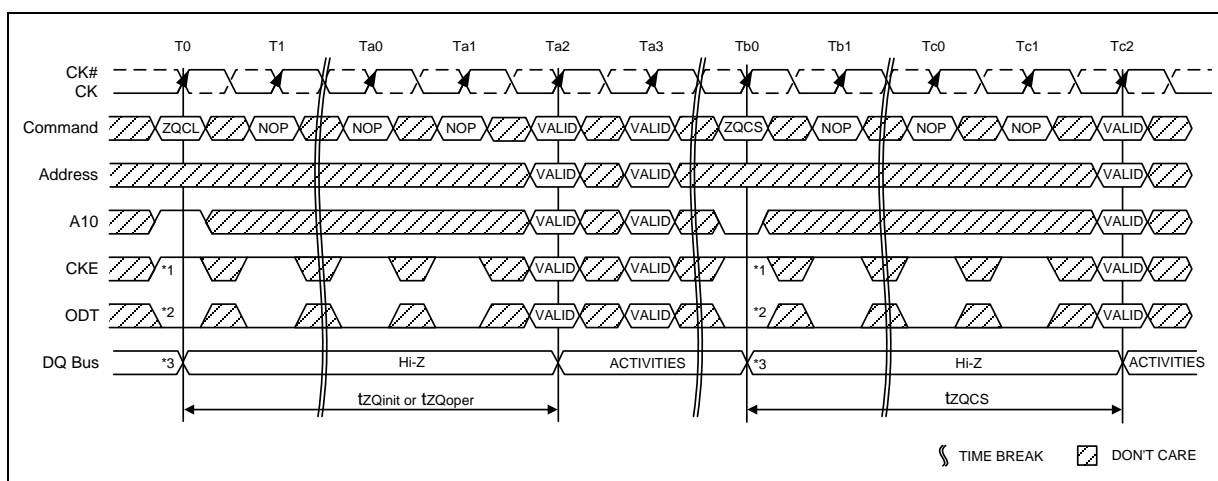 T0 T1 Ta0 Ta1 Ta2 Ta3 Tb0 Tb1 Tc0 Tc1 Tc2
CK#
CK
Command ZQCL NOP NOP NOP VALID VALID ZQCS NOP NOP NOP VALID
Address VALID VALID VALID
A10 VALID VALID VALID
CKE *1 VALID VALID *1 VALID
ODT *2 VALID VALID *2 VALID
DQ Bus *3 Hi-Z ACTIVITIES *3 Hi-Z ACTIVITIES
tZQinit or tZQoper tZQCS
TIME BREAK DON'T CARE